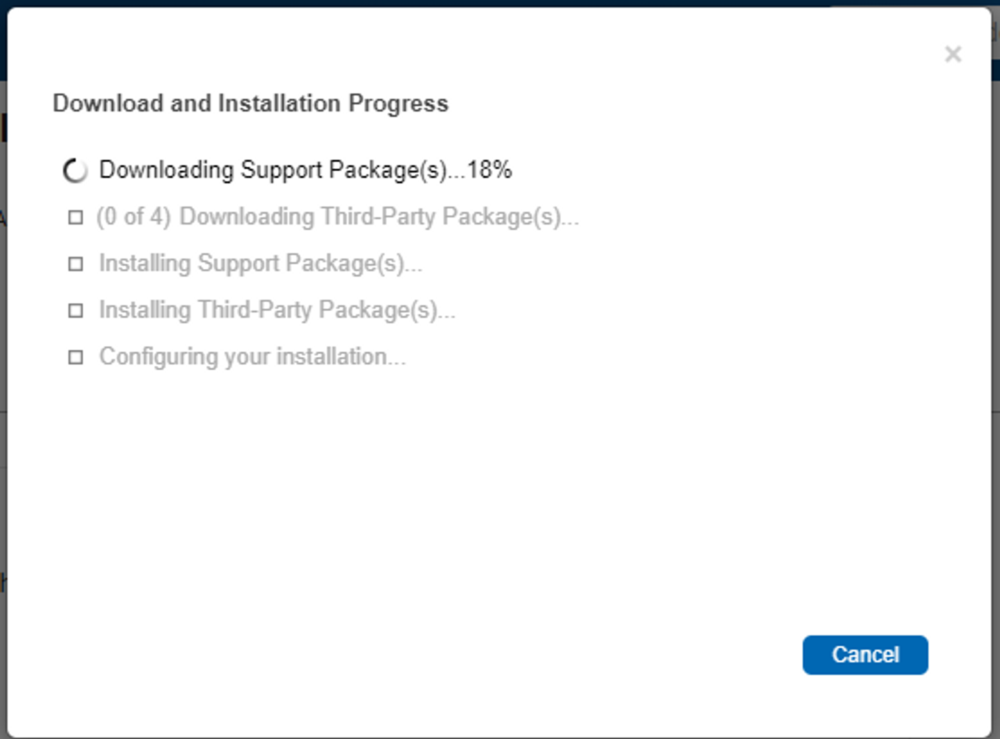 Download and Installation Progress
Downloading Support Package(s)...18%
(0 of 4) Downloading Third-Party Package(s)...
Installing Support Package(s)...
Installing Third-Party Package(s)...
Configuring your installation...
Cancel